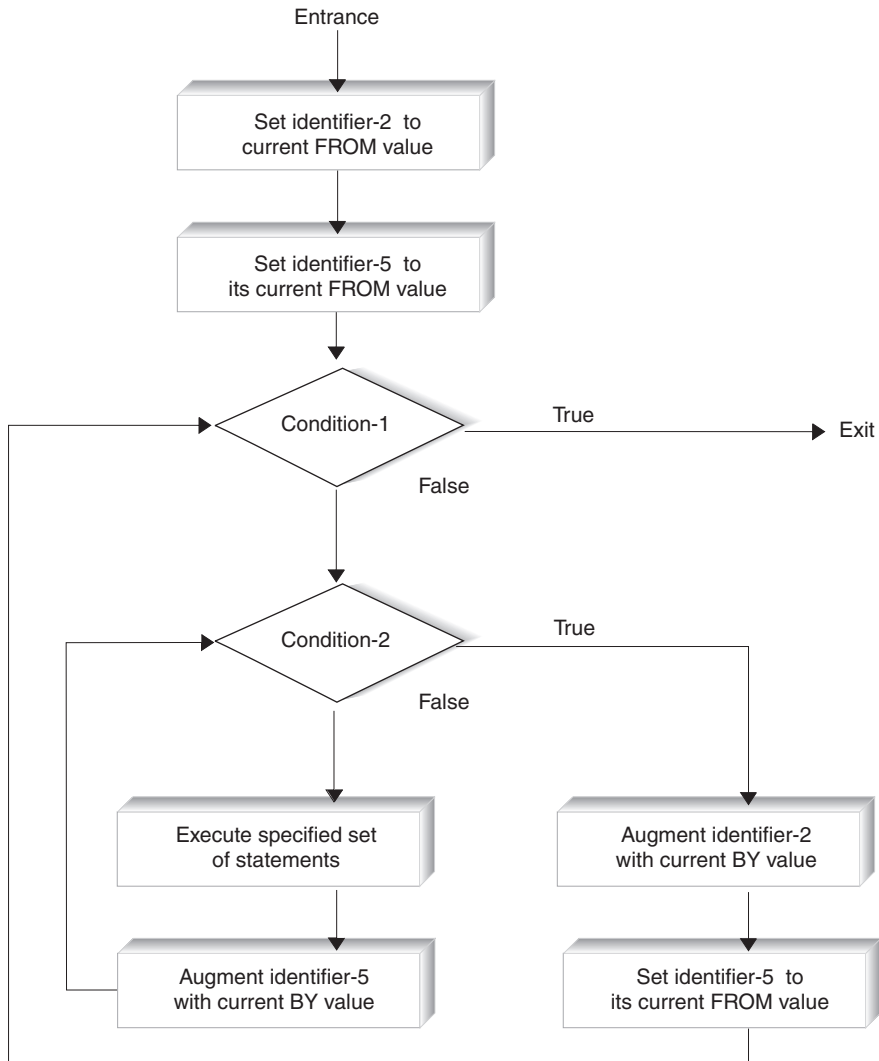 Entrance
Set identifier-2 to
current FROM value
Set identifier-5 to
its current FROM value
Condition-1
True
Exit
False
Condition-2
True
False
Execute specified set
of statements
Augment identifier-2
with current BY value
Augment identifier-5
with current BY value
Set identifier-5 to
its current FROM value